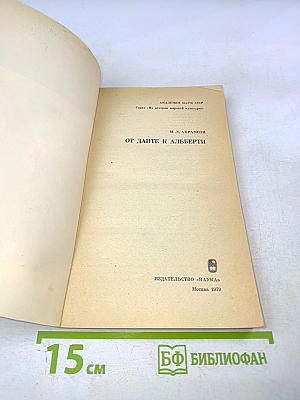 АКАДЕМИЯ НАУК СССР
Серия «Из истории мировой культуры»
М. Л. АБРАМСОН
ОТ ДАНТЕ К АЛЬБЕРТИ
ИЗДАТЕЛЬСТВО «НАУКА»
Москва 1979
15 см
БФ БИБЛИОФАН